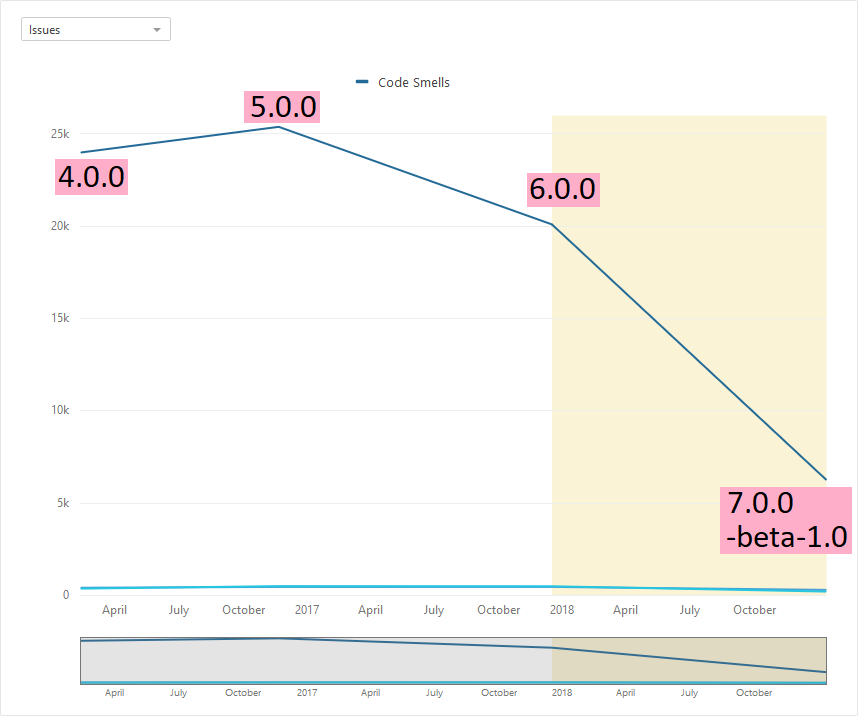 Issues
Code Smells
5.0.0
25k
4.0.0
6.0.0
20k
15k
10k
5k
7.0.0
-beta-1.0
0
April July October 2017 April July October 2018 April July October
April July October 2017 April July October 2018 April July October